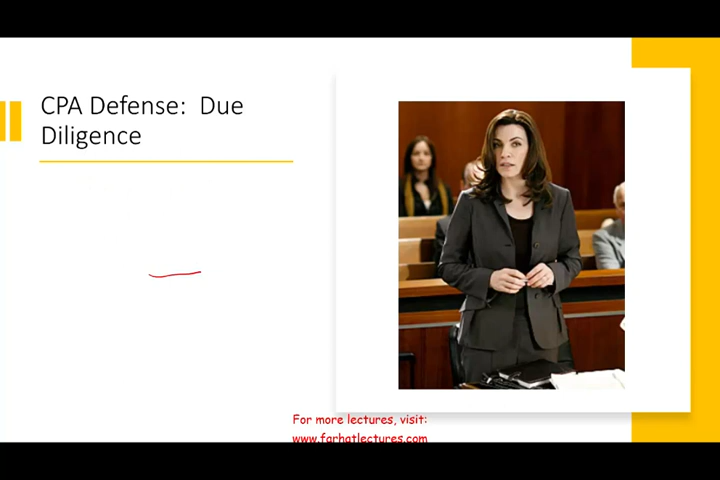 CPA Defense: Due
Diligence
For more lectures, visit:
www.farhatlectures.com